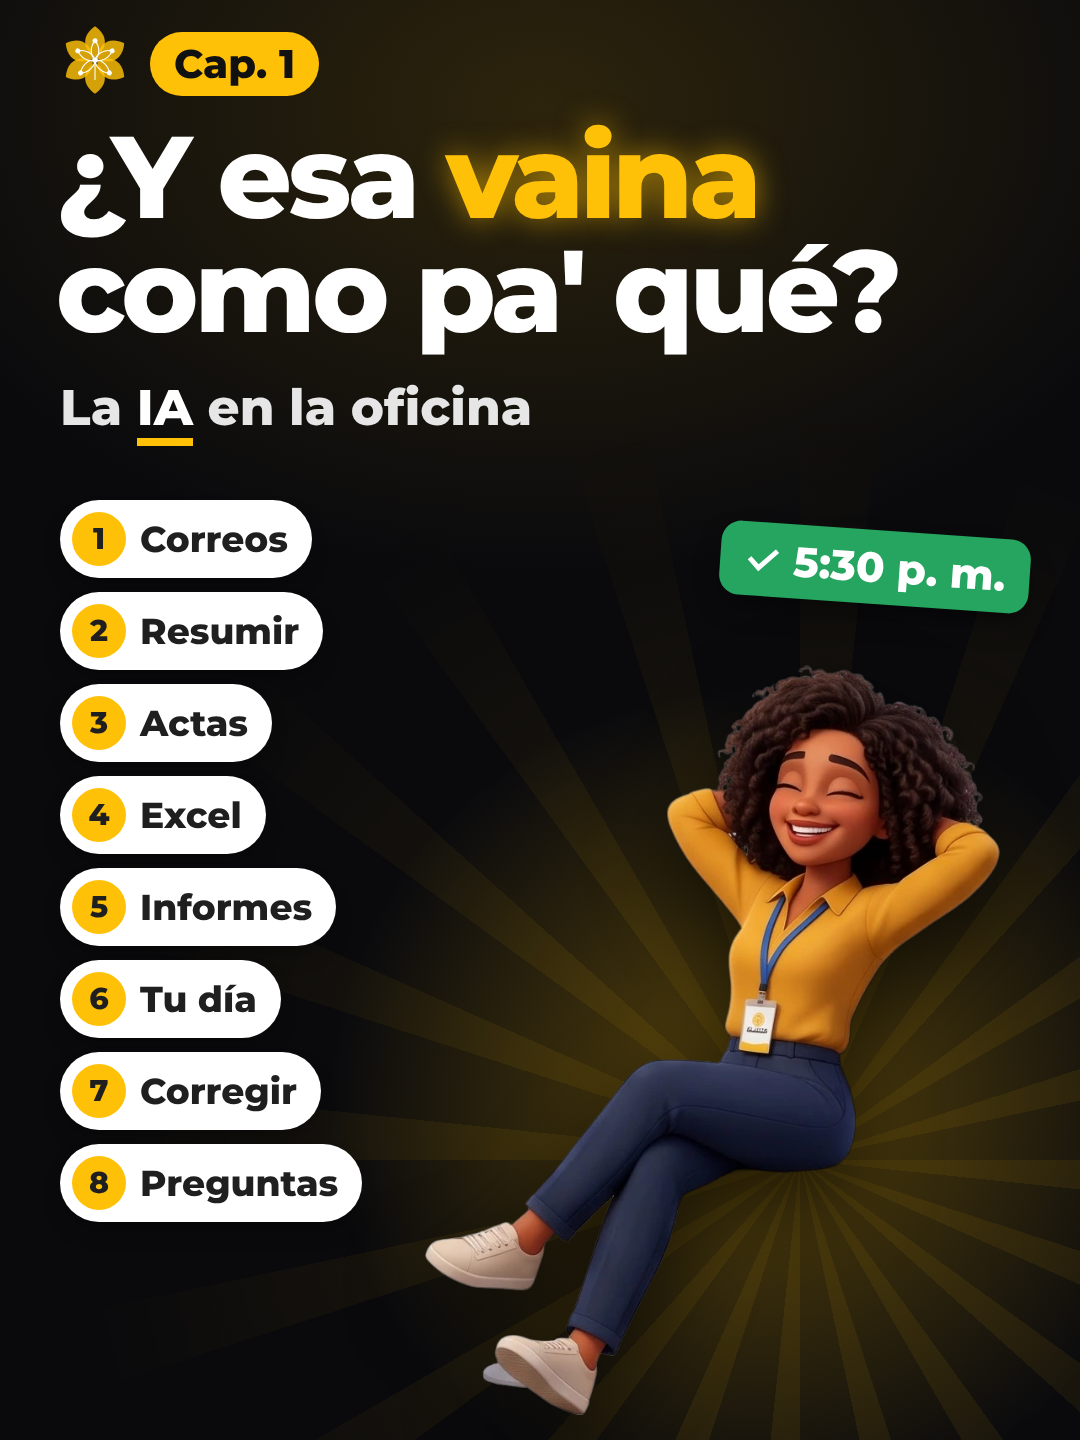 Cap. 1
¿Y esa vaina
como pa' qué?
La IA en la oficina
1 Correos
2 Resumir
3 Actas
4 Excel
5 Informes
6 Tu día
7 Corregir
8 Preguntas
✓ 5:30 p. m.